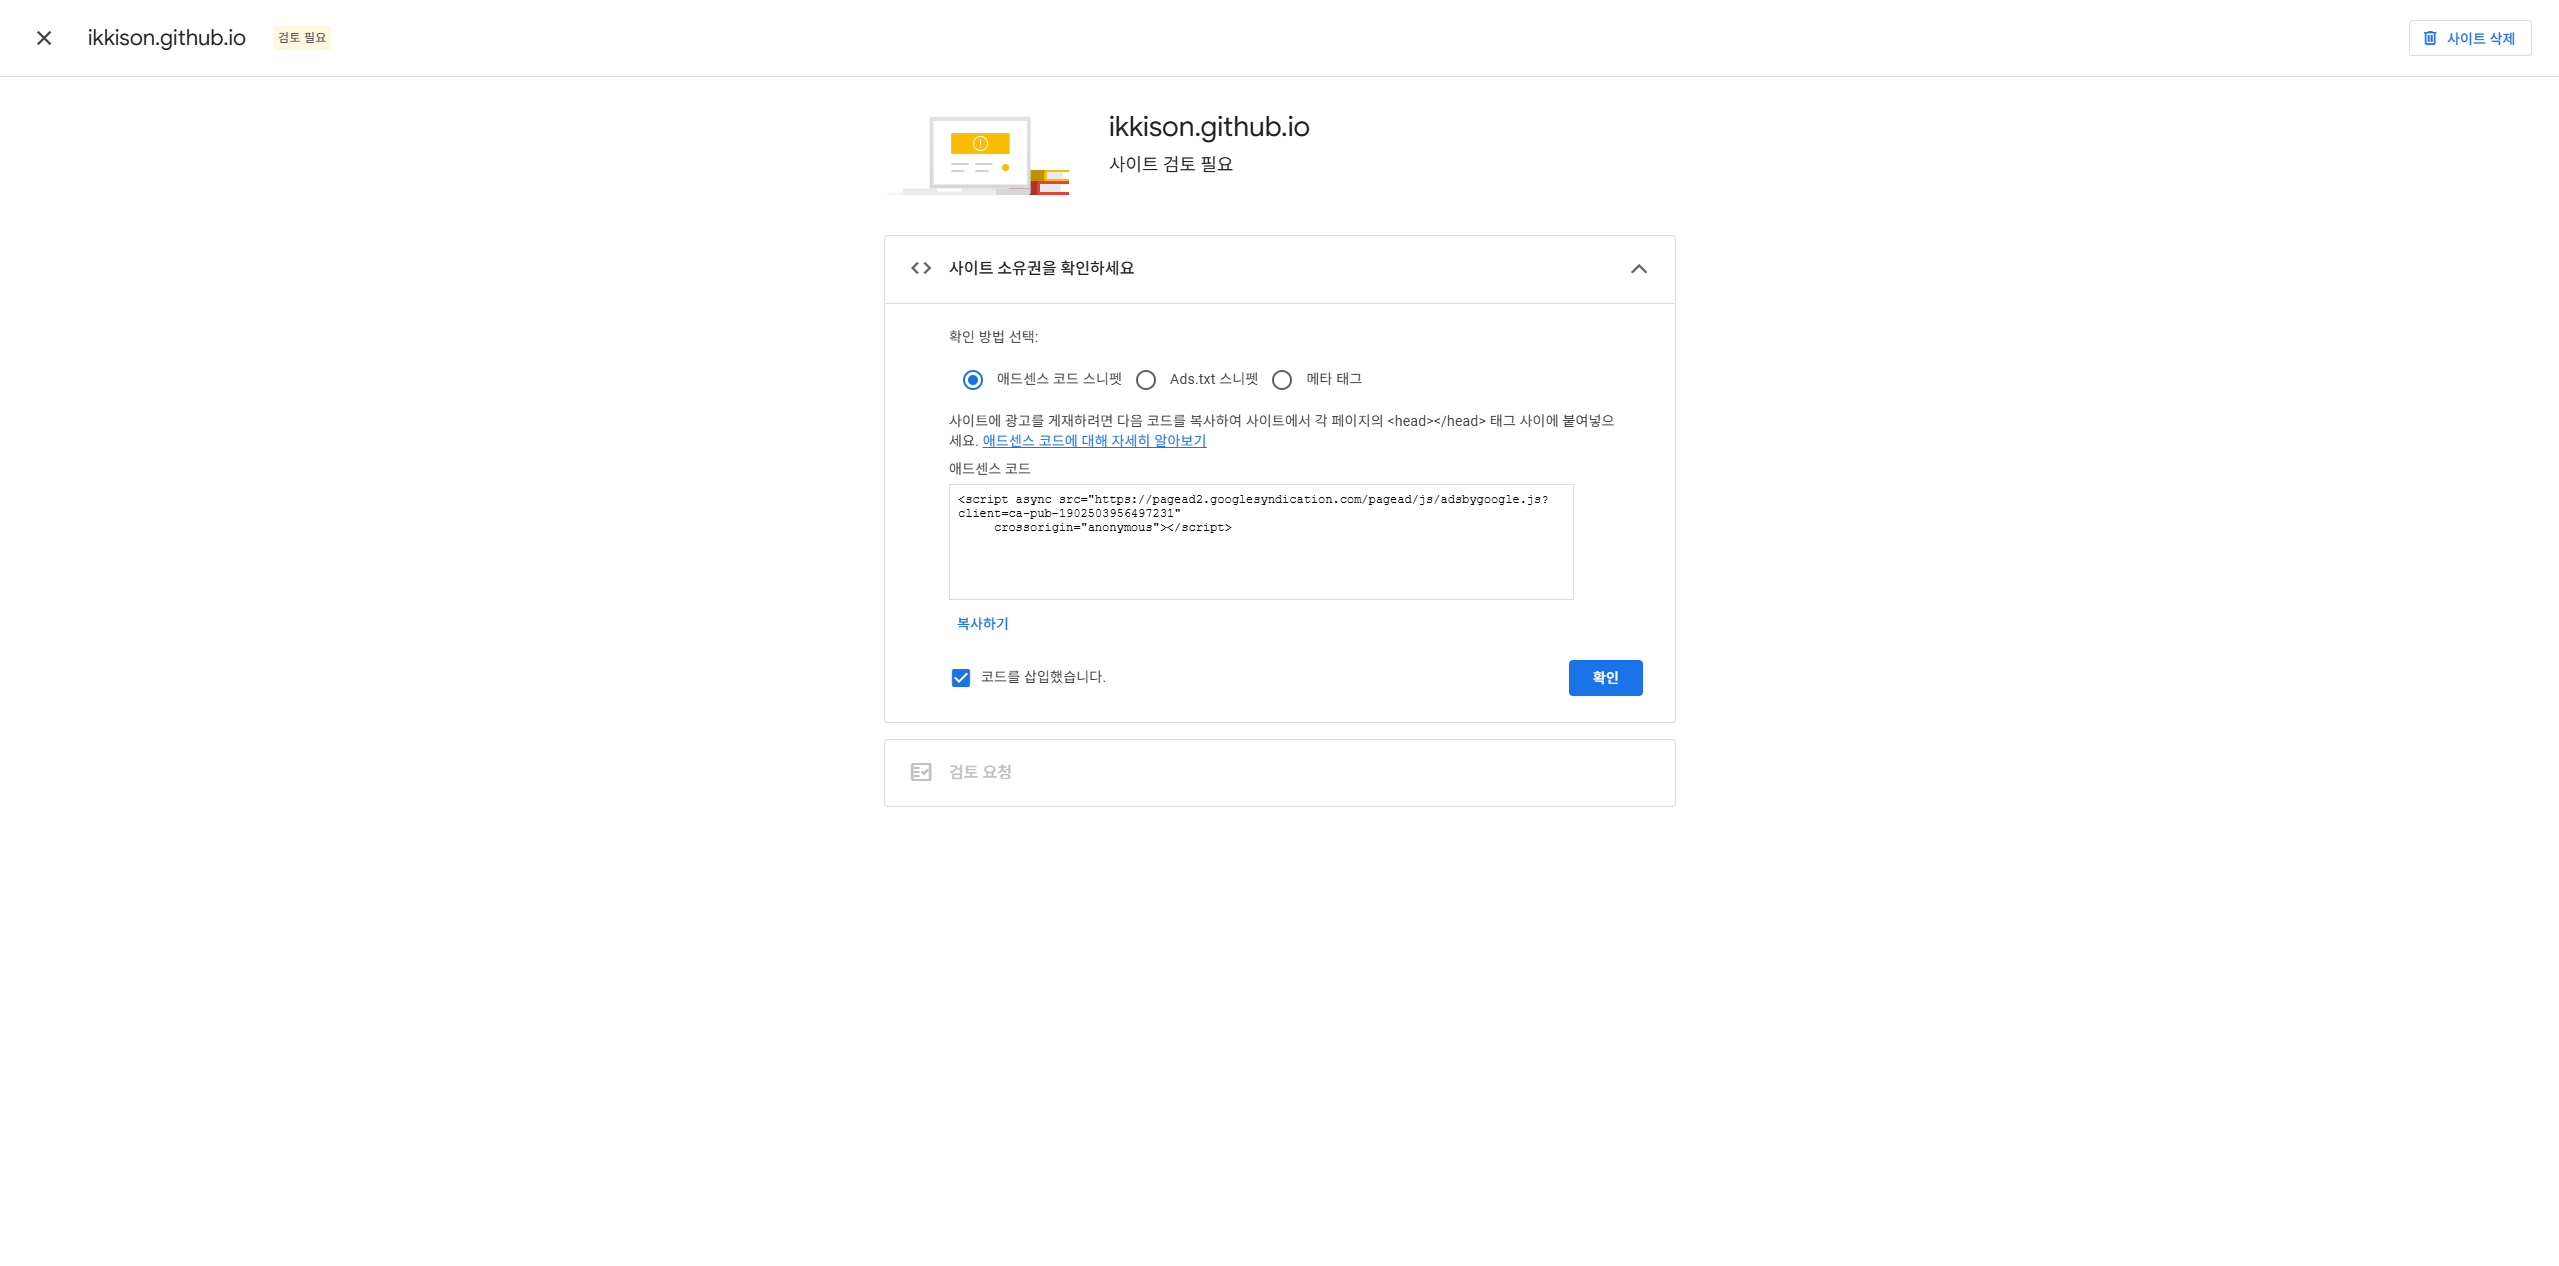 ikkison.github.io 검토 필요 사이트 삭제
ikkison.github.io
사이트 검토 필요
사이트 소유권을 확인하세요
확인 방법 선택:
애드센스 코드 스니펫 Ads.txt 스니펫 메타 태그
사이트에 광고를 게재하려면 다음 코드를 복사하여 사이트에서 각 페이지의 <head></head> 태그 사이에 붙여넣으
세요. 애드센스 코드에 대해 자세히 알아보기
애드센스 코드
<script async src="https://pagead2.googlesyndication.com/pagead/js/adsbygoogle.js?
client=ca-pub-1902503956497231"
     crossorigin="anonymous"></script>
복사하기
코드를 삽입했습니다. 확인
검토 요청